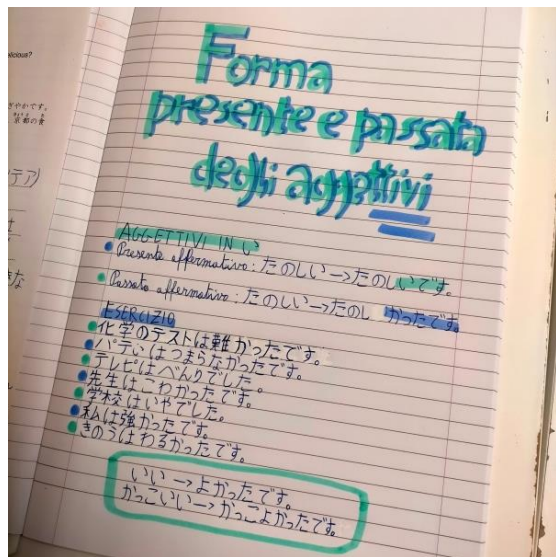 licious?
Forma
presente e passata
degli aggettivi
AGGETTIVI IN い
Presente affermativo: たのしい→たのしいです。
Passato affermativo: たのしい→たのしかったです。
ESERCIZIO
化学のテストは難かったです。
パティはつまらなかったです。
テレビはべんりでした。
先生はこわかったです。
学校はいやでした。
私は強かったです。
きのうはわるかったです。
いい→よかったです。
かっこいい→かっこよかったです。